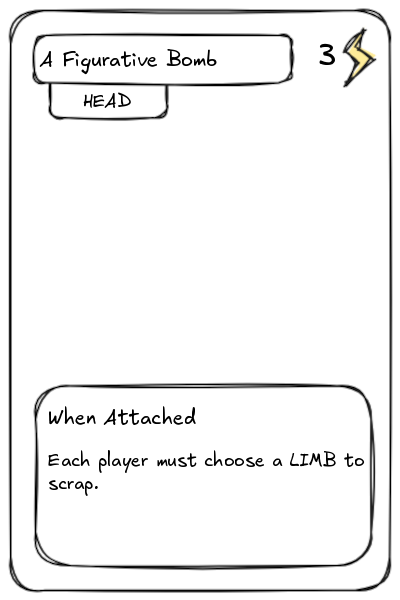 A Figurative Bomb
3
HEAD
When Attached
Each player must choose a LIMB to
scrap.